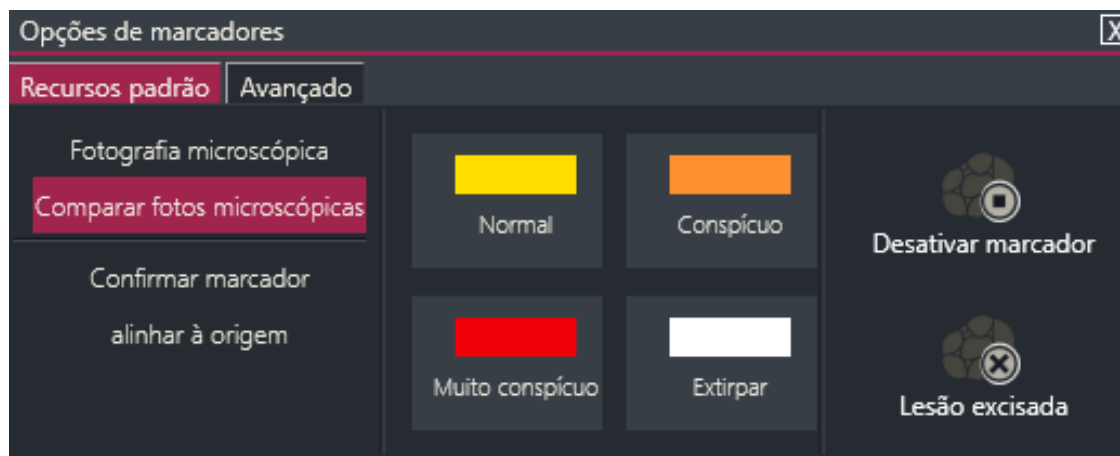 Opções de marcadores
X
Recursos padrão
Avançado
Fotografia microscópica
Comparar fotos microscópicas
Confirmar marcador
alinhar à origem
Normal
Conspícuo
Muito conspícuo
Extirpar
Desativar marcador
Lesão excisada